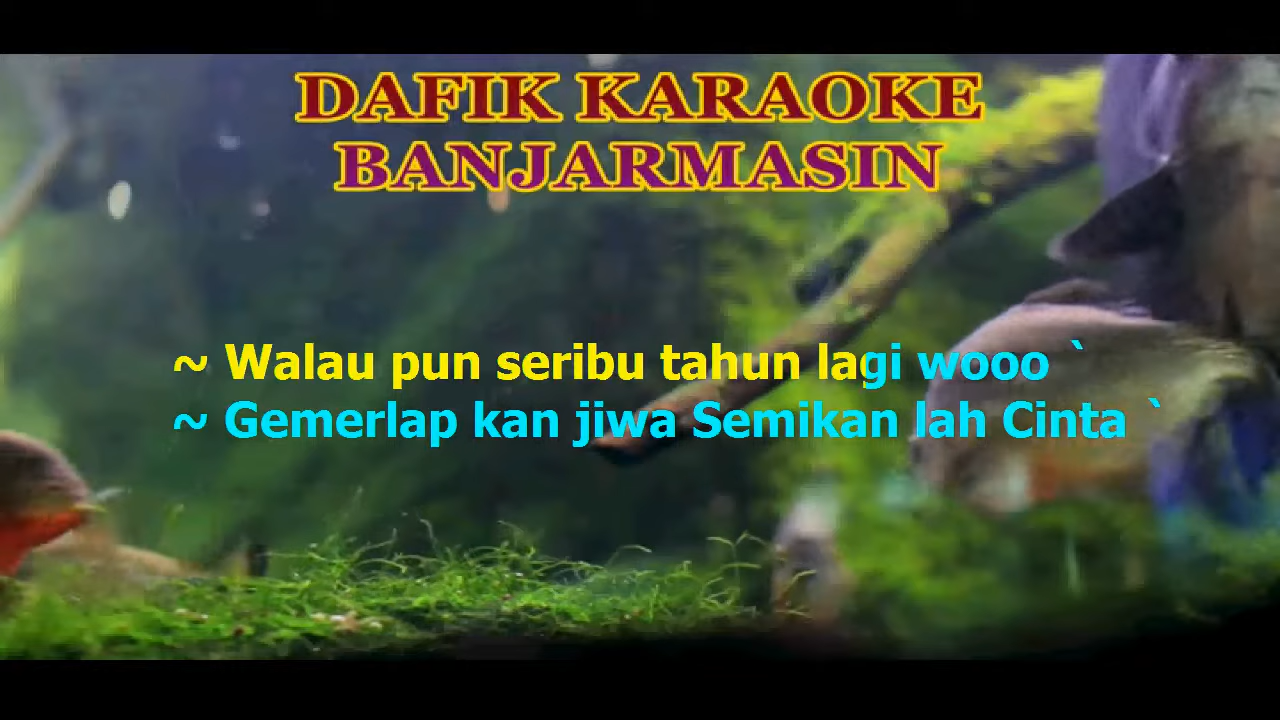 DAFIK KARAOKE
BANJARMASIN
~ Walau pun seribu tahun lagi wooo `
~ Gemerlap kan jiwa Semikan lah Cinta `